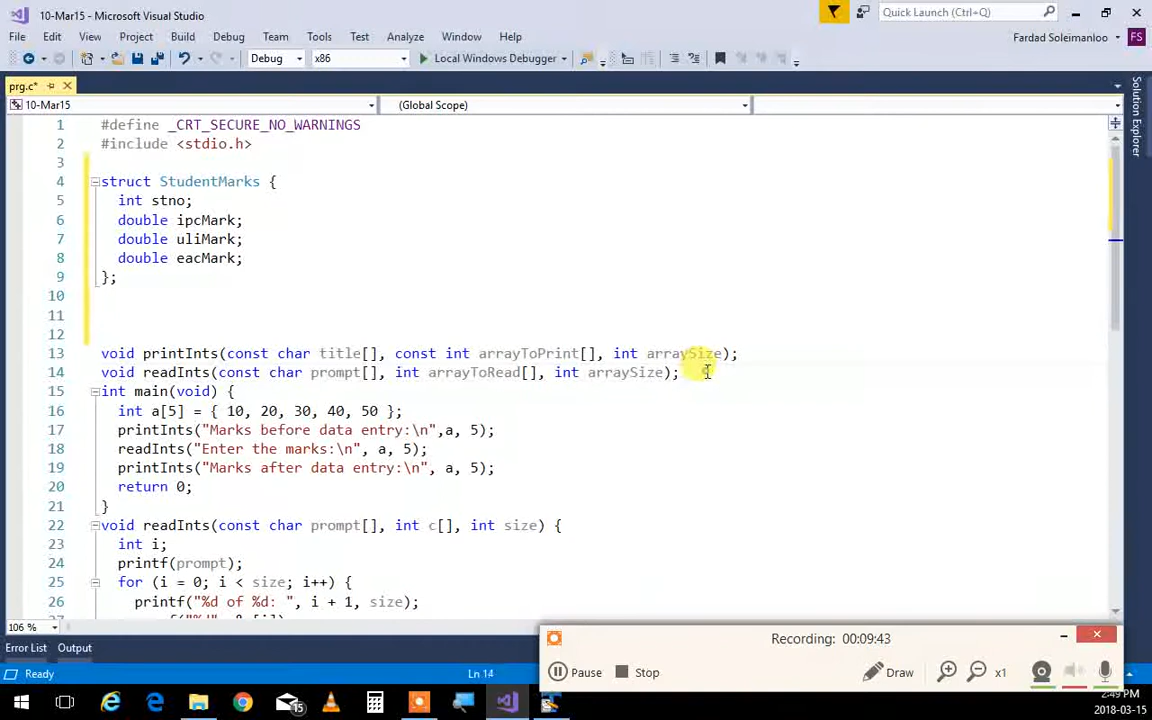 10-Mar15 - Microsoft Visual Studio
Quick Launch (Ctrl+Q)
File Edit View Project Build Debug Team Tools Test Analyze Window Help
Fardad Soleimanloo FS
Debug x86 Local Windows Debugger
prg.c*
10-Mar15 (Global Scope)
Solution Explorer
1 #define _CRT_SECURE_NO_WARNINGS
2 #include <stdio.h>
3
4 struct StudentMarks {
5 int stno;
6 double ipcMark;
7 double uliMark;
8 double eacMark;
9 };
10
11
12
13 void printInts(const char title[], const int arrayToPrint[], int arraySize);
14 void readInts(const char prompt[], int arrayToRead[], int arraySize);
15 int main(void) {
16 int a[5] = { 10, 20, 30, 40, 50 };
17 printInts("Marks before data entry:\n",a, 5);
18 readInts("Enter the marks:\n", a, 5);
19 printInts("Marks after data entry:\n", a, 5);
20 return 0;
21 }
22 void readInts(const char prompt[], int c[], int size) {
23 int i;
24 printf(prompt);
25 for (i = 0; i < size; i++) {
26 printf("%d of %d: ", i + 1, size);
106 %
Error List Output
Ready Ln 14
Recording: 00:09:43
Pause Stop Draw x1
15
2:49 PM
2018-03-15